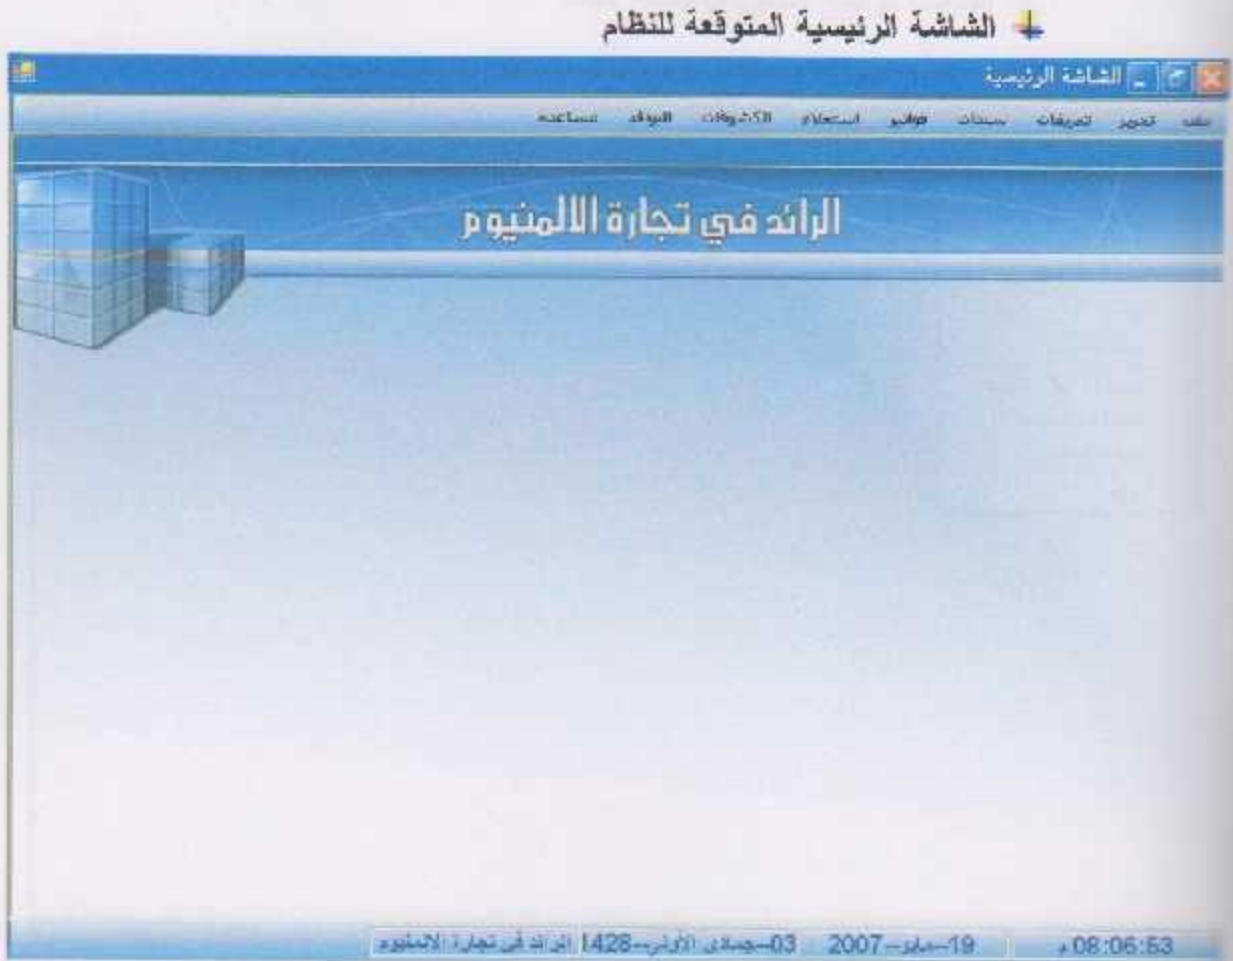 الشاشة الرئيسية المتوقعة للنظام
الشاشة الرئيسية
ملف تحرير تعريفات سندات فواتير استعلام الكشوفات مساعدة
الرائد في تجارة الالمنيوم
08:06:53 م 19-مايو-2007 03-جمادى الأولى-1428 الرائد في تجارة الالمنيوم